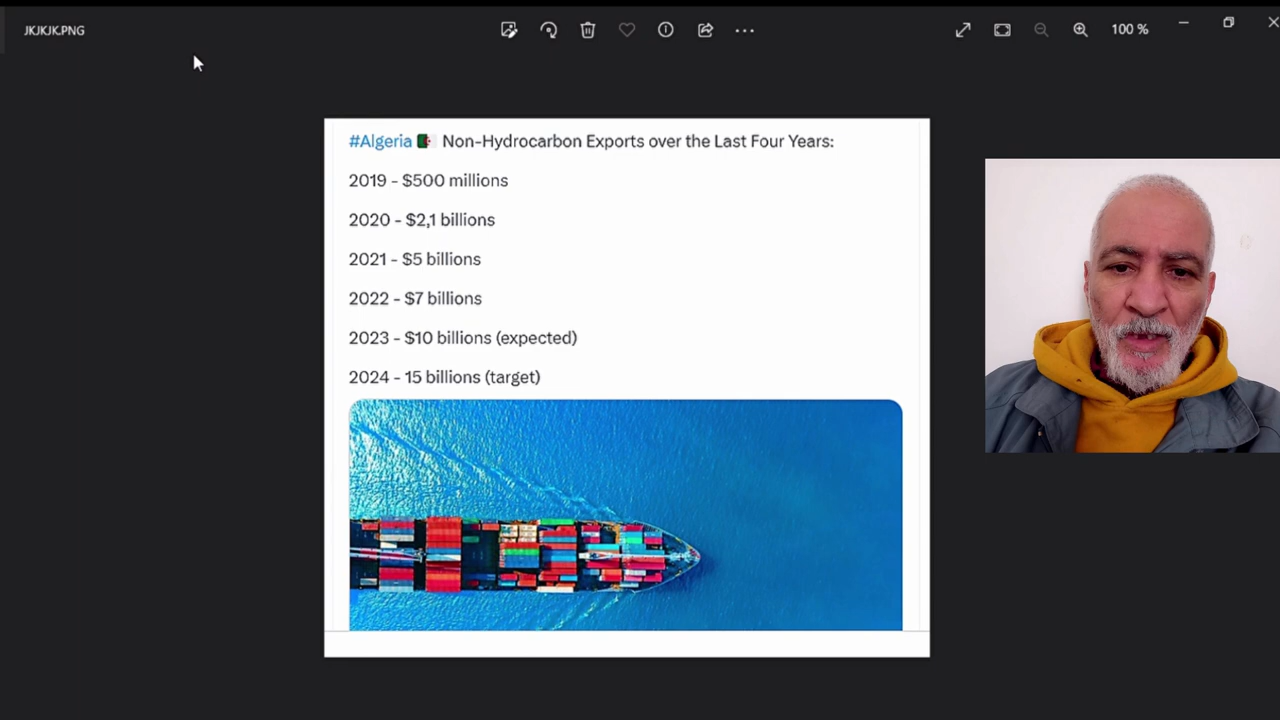 JKJKJK.PNG
100 %
#Algeria 🇩🇿 Non-Hydrocarbon Exports over the Last Four Years:
2019 - $500 millions
2020 - $2,1 billions
2021 - $5 billions
2022 - $7 billions
2023 - $10 billions (expected)
2024 - 15 billions (target)